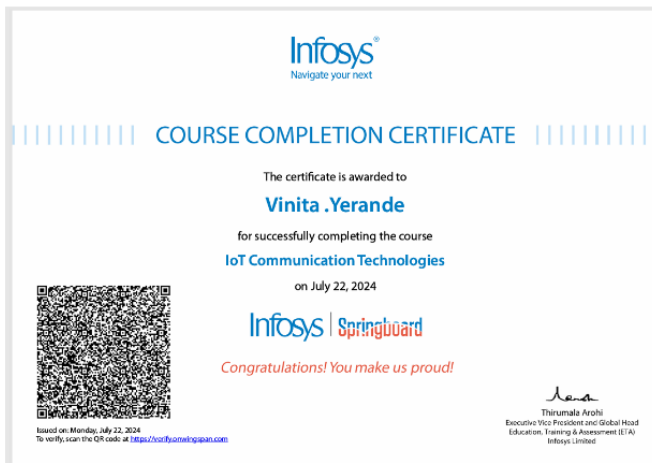 Infosys®
Navigate your next
COURSE COMPLETION CERTIFICATE
The certificate is awarded to
Vinita .Yerande
for successfully completing the course
IoT Communication Technologies
on July 22, 2024
Infosys | Springboard
Congratulations! You make us proud!
Issued on: Monday, July 22, 2024
To verify, scan the QR code at https://verify.onwingspan.com
Thirumala Arohi
Executive Vice President and Global Head
Education, Training & Assessment (ETA)
Infosys Limited